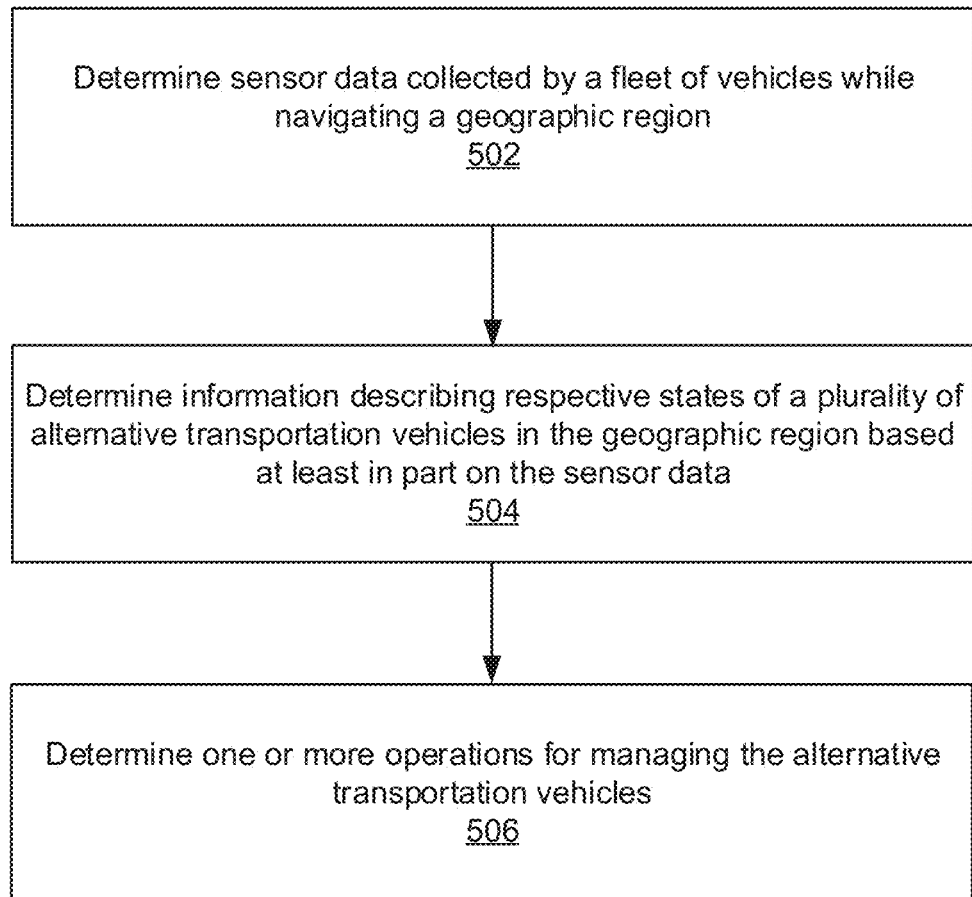 Determine sensor data collected by a fleet of vehicles while
navigating a geographic region
502
Determine information describing respective states of a plurality of
alternative transportation vehicles in the geographic region based
at least in part on the sensor data
504
Determine one or more operations for managing the alternative
transportation vehicles
506